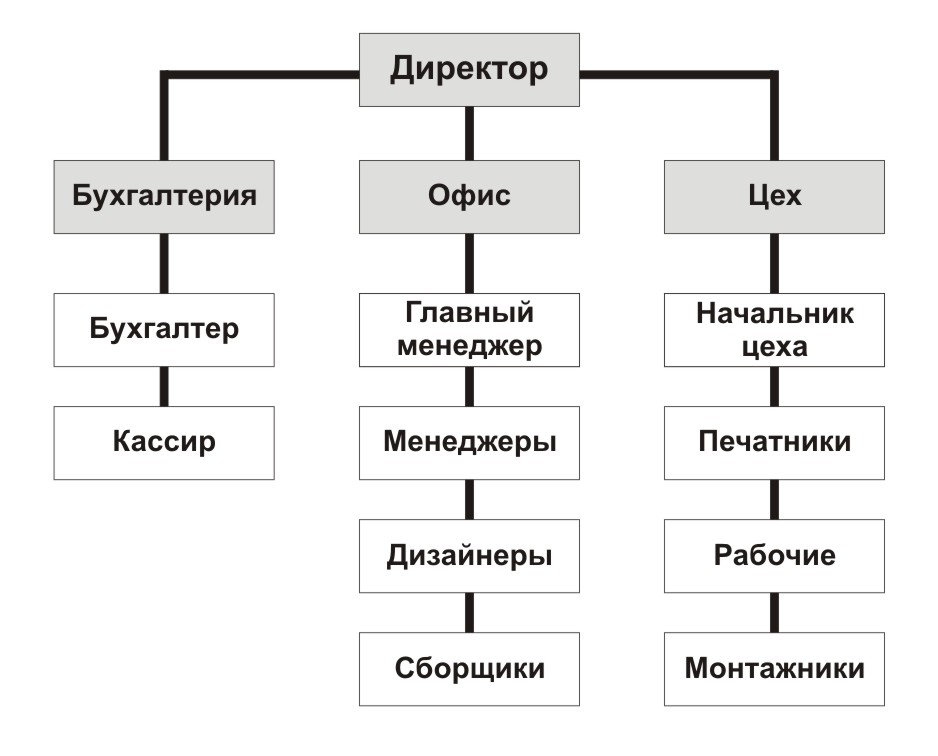 Директор
Бухгалтерия
Офис
Цех
Бухгалтер
Главный
менеджер
Начальник
цеха
Кассир
Менеджеры
Печатники
Дизайнеры
Рабочие
Сборщики
Монтажники